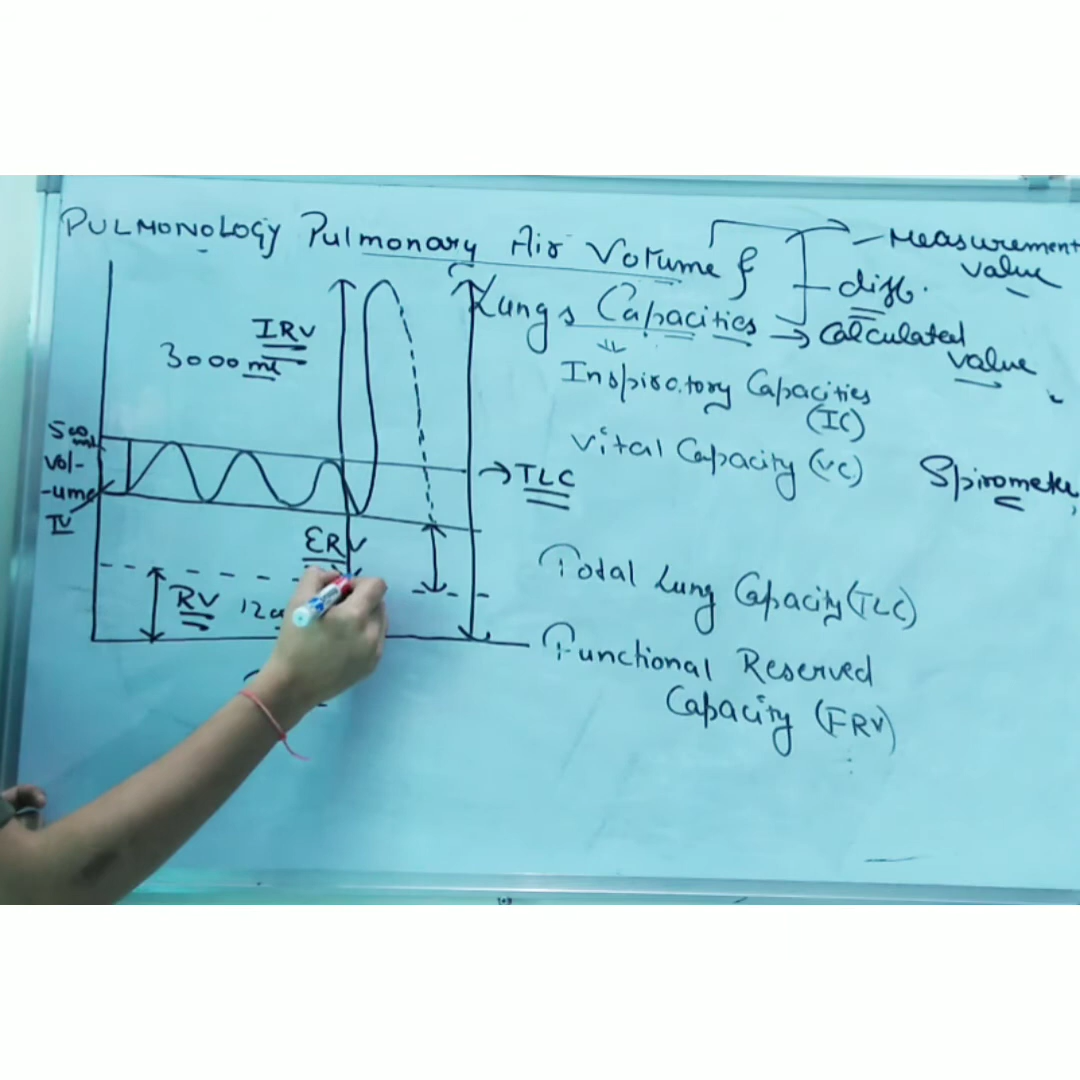 PULMONOLOGY Pulmonary Air Volume &
Lungs Capacities
Measurement
value
diff.
Calculated
value
Inspiratory Capacities
(IC)
Vital Capacity (VC)
Spirometer
Total Lung Capacity (TLC)
Functional Reserved
Capacity (FRV)
IRV
3000 ml
500
ml
Vol-
-ume
TV
TLC
ERV
RV